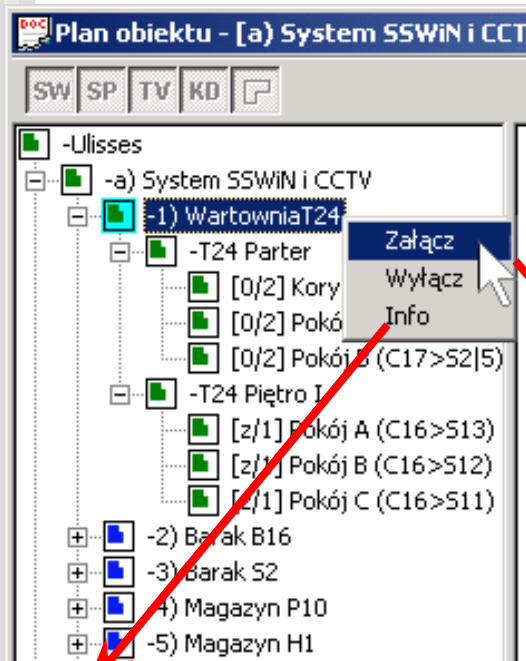 DOC
Plan obiektu - [a) System SSWiN i CCT
SW SP TV KD
-Ulisses
-a) System SSWiN i CCTV
-1) WartowniaT24
Załącz
Wyłącz
Info
-T24 Parter
[0/2] Kory
[0/2] Pokó
[0/2] Pokój B (C17>S2|5)
-T24 Piętro I
[z/1] Pokój A (C16>S13)
[z/1] Pokój B (C16>S12)
[z/1] Pokój C (C16>S11)
-2) Barak B16
-3) Barak S2
-4) Magazyn P10
-5) Magazyn H1